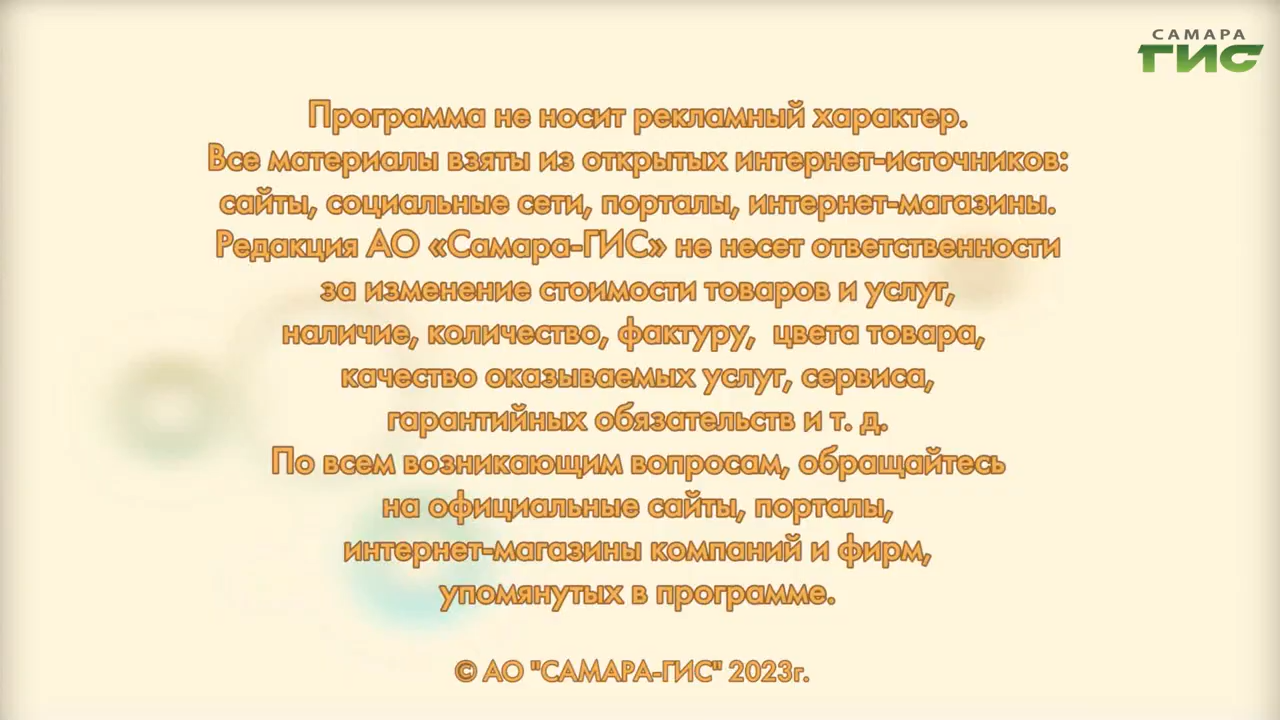 САМАРА
ГИС
Программа не носит рекламный характер.
Все материалы взяты из открытых интернет-источников:
сайты, социальные сети, порталы, интернет-магазины.
Редакция АО «Самара-ГИС» не несет ответственности
за изменение стоимости товаров и услуг,
наличие, количество, фактуру, цвета товара,
качество оказываемых услуг, сервиса,
гарантийных обязательств и т. д.
По всем возникающим вопросам, обращайтесь
на официальные сайты, порталы,
интернет-магазины компаний и фирм,
упомянутых в программе.
© АО "САМАРА-ГИС" 2023г.